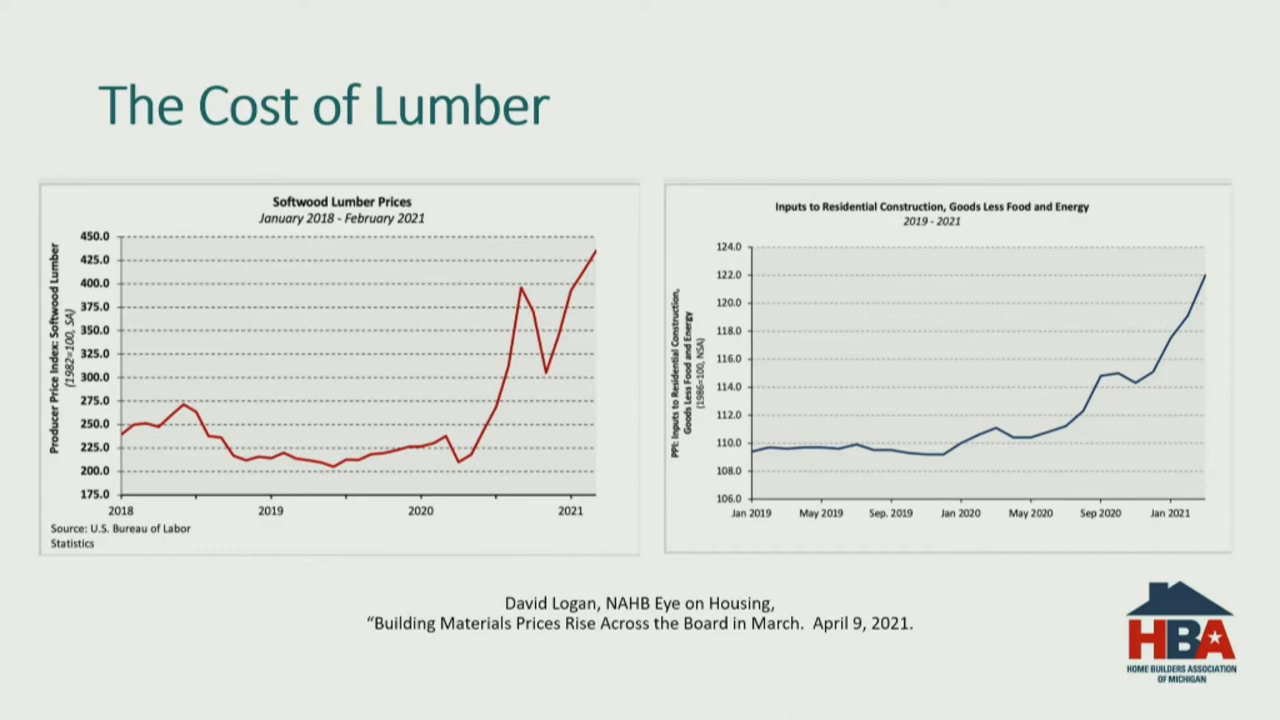 The Cost of Lumber
Softwood Lumber Prices
January 2018 - February 2021
Producer Price Index: Softwood Lumber
(1982=100, SA)
450.0
425.0
400.0
375.0
350.0
325.0
300.0
275.0
250.0
225.0
200.0
175.0
2018
2019
2020
2021
Source: U.S. Bureau of Labor
Statistics
Inputs to Residential Construction, Goods Less Food and Energy
2019 - 2021
PPI: Inputs to Residential Construction,
Goods Less Food and Energy
(1986=100, NSA)
124.0
122.0
120.0
118.0
116.0
114.0
112.0
110.0
108.0
106.0
Jan 2019
May 2019
Sep. 2019
Jan 2020
May 2020
Sep 2020
Jan 2021
David Logan, NAHB Eye on Housing,
“Building Materials Prices Rise Across the Board in March.  April 9, 2021.
HBA
HOME BUILDERS ASSOCIATION
OF MICHIGAN